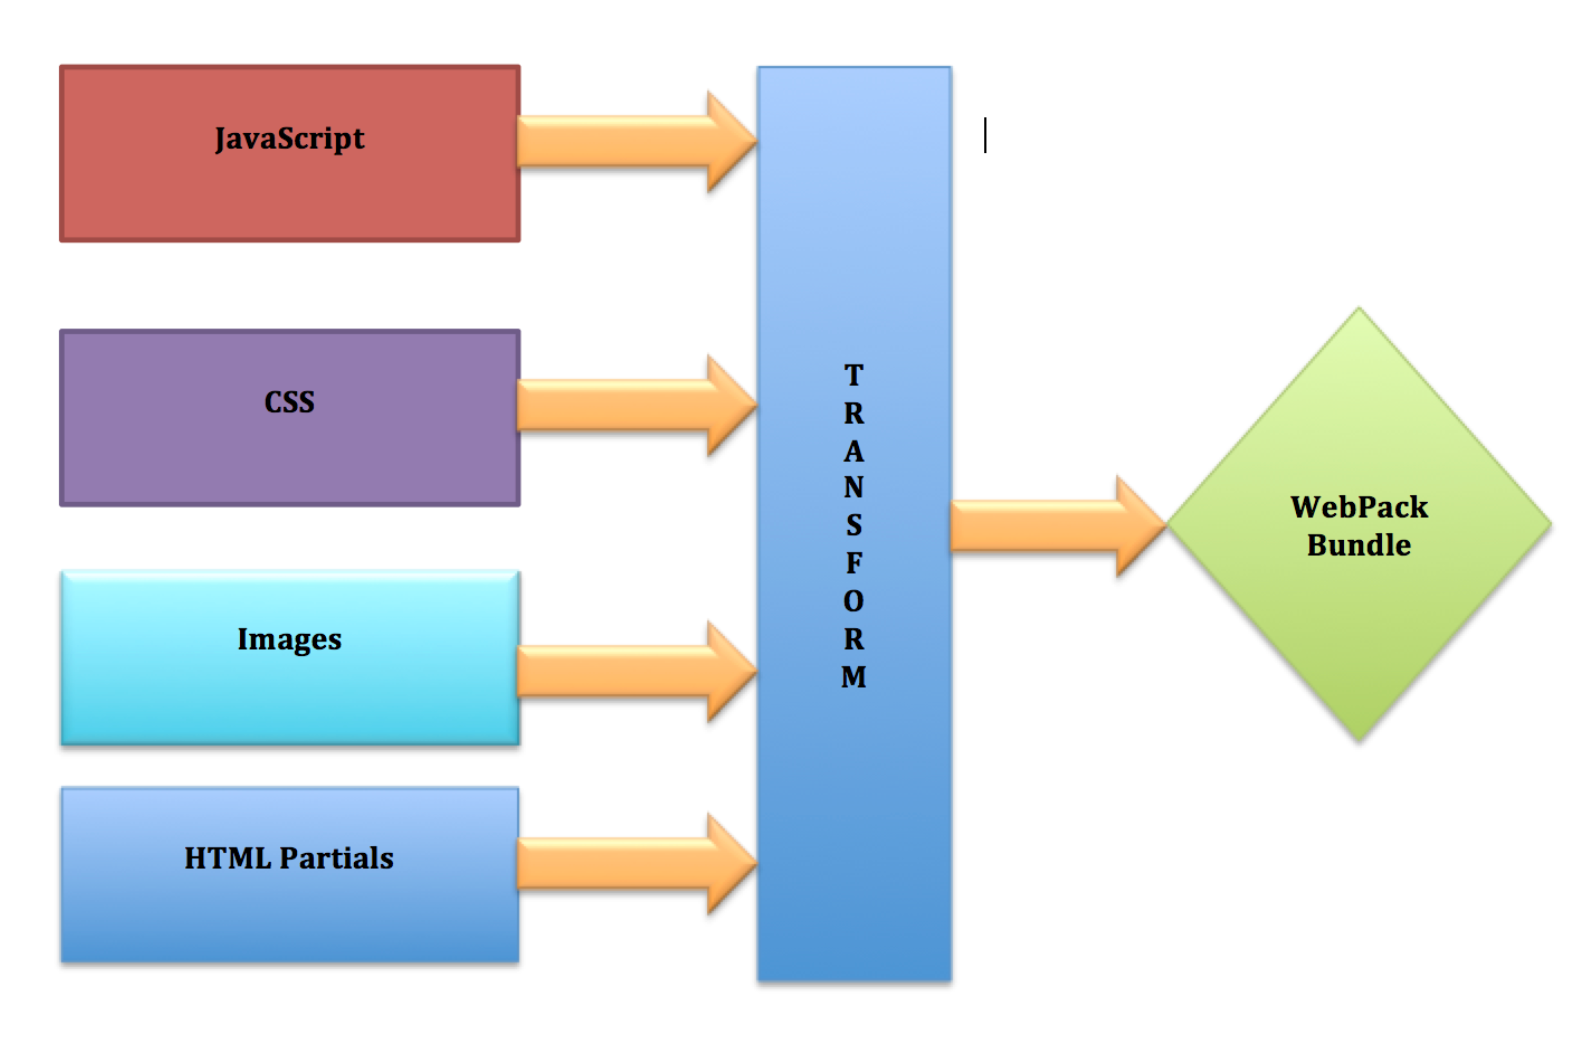 JavaScript
CSS
Images
HTML Partials
T
R
A
N
S
F
O
R
M
WebPack
Bundle